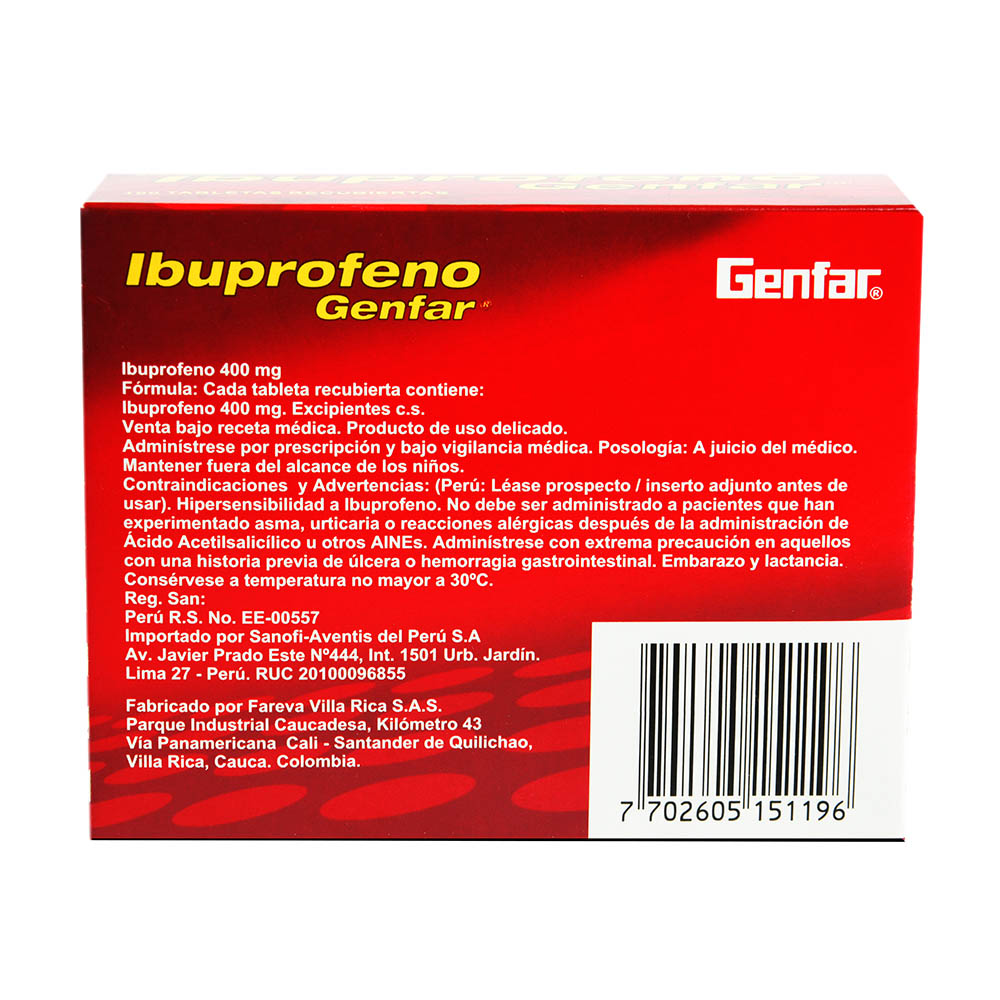 Ibuprofeno
Genfar
100 TABLETAS RECUBIERTAS
Ibuprofeno
Genfar®
Genfar®
Ibuprofeno 400 mg
Fórmula: Cada tableta recubierta contiene:
Ibuprofeno 400 mg. Excipientes c.s.
Venta bajo receta médica. Producto de uso delicado.
Adminístrese por prescripción y bajo vigilancia médica. Posología: A juicio del médico.
Mantener fuera del alcance de los niños.
Contraindicaciones y Advertencias: (Perú: Léase prospecto / inserto adjunto antes de
usar). Hipersensibilidad a Ibuprofeno. No debe ser administrado a pacientes que han
experimentado asma, urticaria o reacciones alérgicas después de la administración de
Ácido Acetilsalicílico u otros AINEs. Adminístrese con extrema precaución en aquellos
con una historia previa de úlcera o hemorragia gastrointestinal. Embarazo y lactancia.
Consérvese a temperatura no mayor a 30ºC.
Reg. San:
Perú R.S. No. EE-00557
Importado por Sanofi-Aventis del Perú S.A
Av. Javier Prado Este Nº444, Int. 1501 Urb. Jardín.
Lima 27 - Perú. RUC 20100096855
Fabricado por Fareva Villa Rica S.A.S.
Parque Industrial Caucadesa, Kilómetro 43
Vía Panamericana Cali - Santander de Quilichao,
Villa Rica, Cauca. Colombia.
7 702605 151196